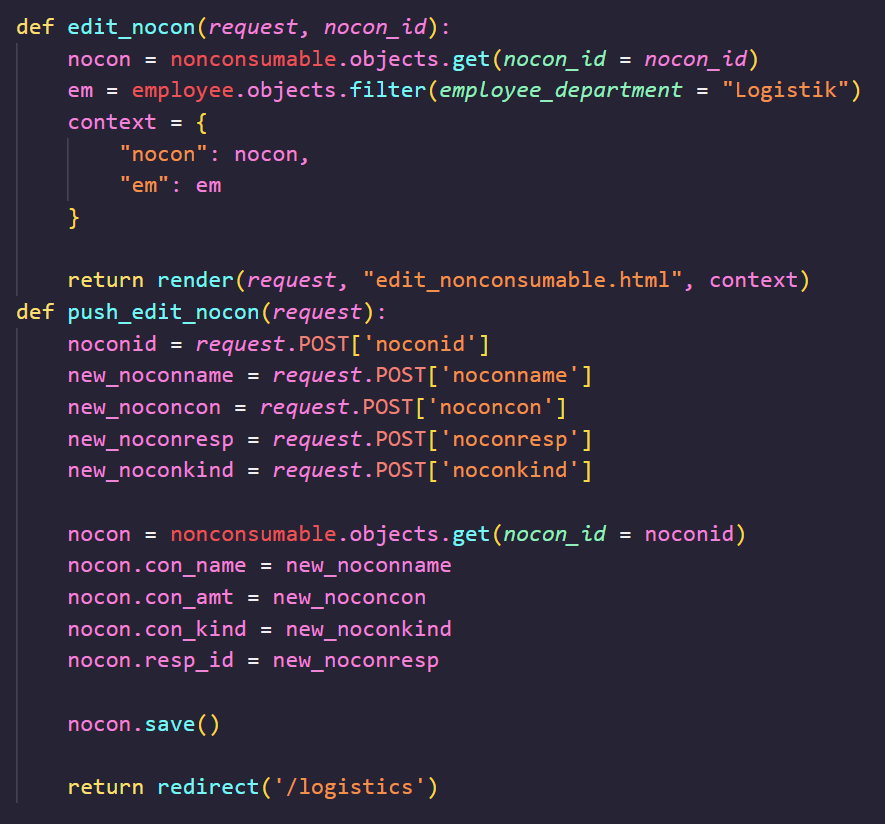 def edit_nocon(request, nocon_id):
    nocon = nonconsumable.objects.get(nocon_id = nocon_id)
    em = employee.objects.filter(employee_department = "Logistik")
    context = {
        "nocon": nocon,
        "em": em
    }

    return render(request, "edit_nonconsumable.html", context)
def push_edit_nocon(request):
    noconid = request.POST['noconid']
    new_noconname = request.POST['noconname']
    new_noconcon = request.POST['noconcon']
    new_noconresp = request.POST['noconresp']
    new_noconkind = request.POST['noconkind']

    nocon = nonconsumable.objects.get(nocon_id = noconid)
    nocon.con_name = new_noconname
    nocon.con_amt = new_noconcon
    nocon.con_kind = new_noconkind
    nocon.resp_id = new_noconresp

    nocon.save()

    return redirect('/logistics')